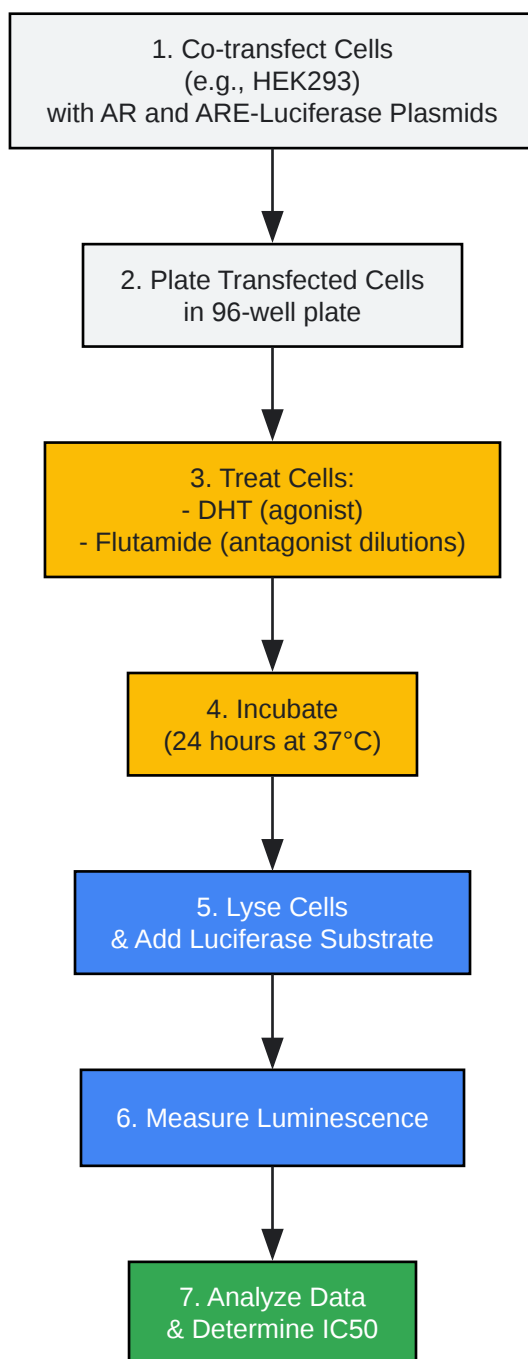 1. Co-transfect Cells
(e.g., HEK293)
with AR and ARE-Luciferase Plasmids
2. Plate Transfected Cells
in 96-well plate
3. Treat Cells:
- DHT (agonist)
- Flutamide (antagonist dilutions)
4. Incubate
(24 hours at 37°C)
5. Lyse Cells
& Add Luciferase Substrate
6. Measure Luminescence
7. Analyze Data
& Determine IC50